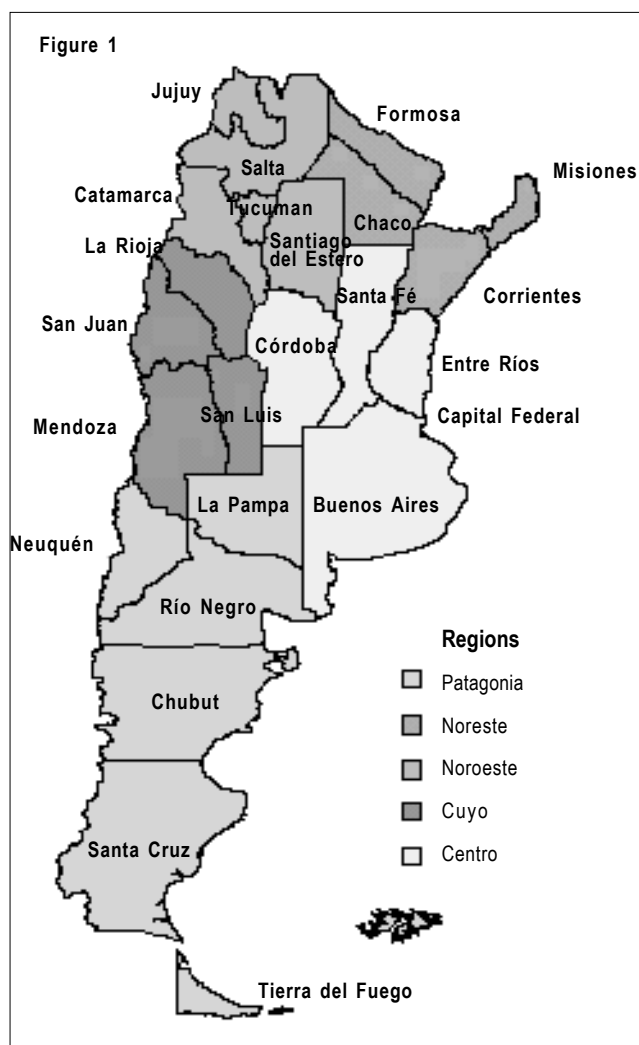 Figure 1
Jujuy
Formosa
Salta
Misiones
Catamarca
Tucuman
Chaco
La Rioja
Santiago
del Estero
Santa Fé
Corrientes
San Juan
Córdoba
Entre Ríos
San Luis
Capital Federal
Mendoza
La Pampa
Buenos Aires
Neuquén
Río Negro
Chubut
Santa Cruz
Tierra del Fuego
Regions
Patagonia
Noreste
Noroeste
Cuyo
Centro